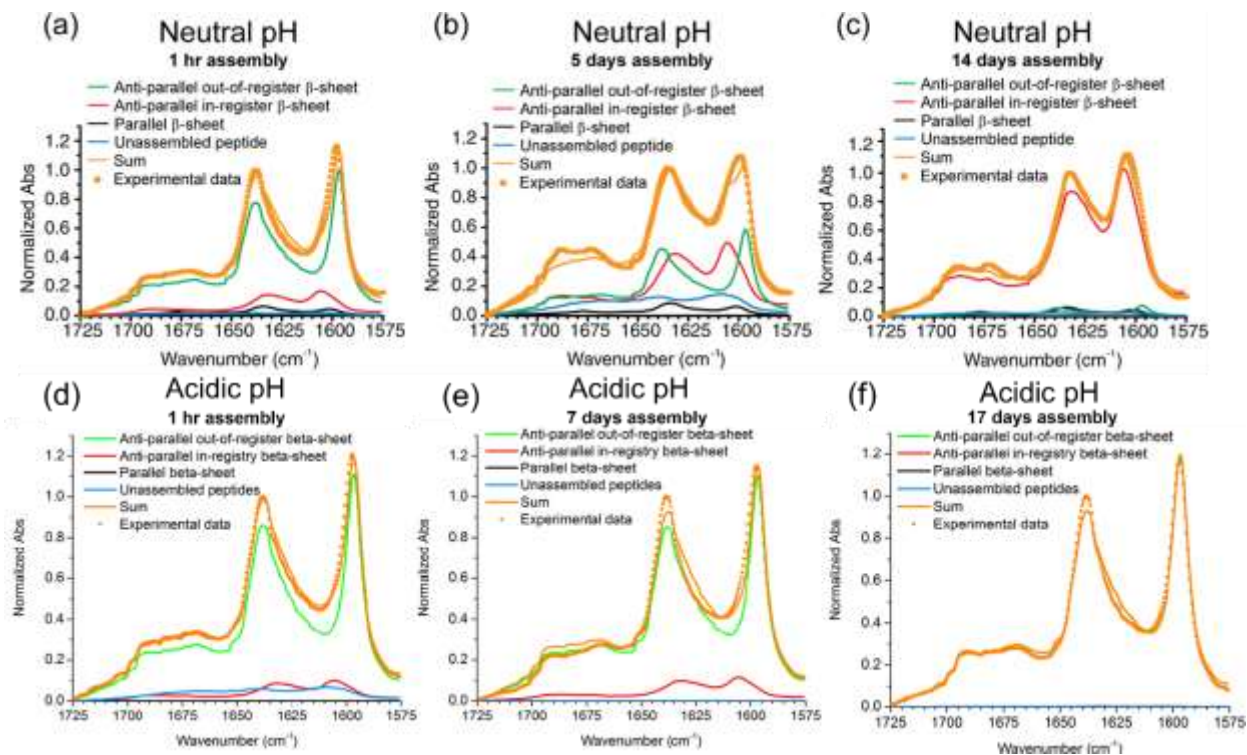 (a) Neutral pH
1 hr assembly
Anti-parallel out-of-register β-sheet
Anti-parallel in-register β-sheet
Parallel β-sheet
Unassembled peptide
Sum
Experimental data
Normalized Abs
1.2
1.0
0.8
0.6
0.4
0.2
0.0
1725 1700 1675 1650 1625 1600 1575
Wavenumber (cm⁻¹)
(b) Neutral pH
5 days assembly
Anti-parallel out-of-register β-sheet
Anti-parallel in-register β-sheet
Parallel β-sheet
Unassembled peptide
Sum
Experimental data
Normalized Abs
1.2
1.0
0.8
0.6
0.4
0.2
0.0
1725 1700 1675 1650 1625 1600 1575
Wavenumber (cm⁻¹)
(c) Neutral pH
14 days assembly
Anti-parallel out-of-register β-sheet
Anti-parallel in-register β-sheet
Parallel β-sheet
Unassembled peptide
Sum
Experimental data
Normalized Abs
1.2
1.0
0.8
0.6
0.4
0.2
0.0
1725 1700 1675 1650 1625 1600 1575
Wavenumber (cm⁻¹)
(d) Acidic pH
1 hr assembly
Anti-parallel out-of-register beta-sheet
Anti-parallel in-registry beta-sheet
Parallel beta-sheet
Unassembled peptides
Sum
Experimental data
Normalized Abs
1.2
1.0
0.8
0.6
0.4
0.2
0.0
1725 1700 1675 1650 1625 1600 1575
Wavenumber (cm⁻¹)
(e) Acidic pH
7 days assembly
Anti-parallel out-of-register beta-sheet
Anti-parallel in-registry beta-sheet
Parallel beta-sheet
Unassembled peptides
Sum
Experimental data
Normalized Abs
1.2
1.0
0.8
0.6
0.4
0.2
0.0
1725 1700 1675 1650 1625 1600 1575
Wavenumber (cm⁻¹)
(f) Acidic pH
17 days assembly
Anti-parallel out-of-register beta-sheet
Anti-parallel in-registry beta-sheet
Parallel beta-sheet
Unassembled peptides
Sum
Experimental data
Normalized Abs
1.2
1.0
0.8
0.6
0.4
0.2
0.0
1725 1700 1675 1650 1625 1600 1575
Wavenumber (cm⁻¹)